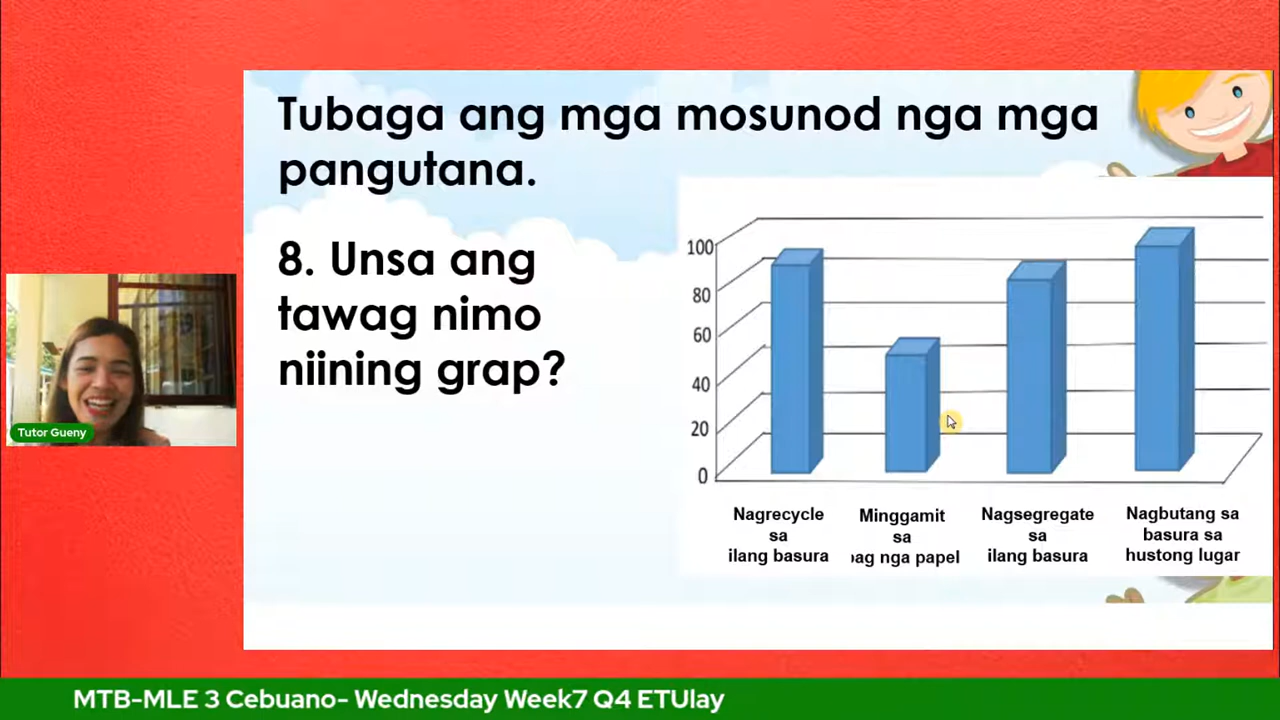 Tubaga ang mga mosunod nga mga
pangutana.
8. Unsa ang
tawag nimo
niining grap?
100
80
60
40
20
0
Nagrecycle
sa
ilang basura
Minggamit
sa
bag nga papel
Nagsegregate
sa
ilang basura
Nagbutang sa
basura sa
hustong lugar
Tutor Gueny
MTB-MLE 3 Cebuano- Wednesday Week7 Q4 ETUlay